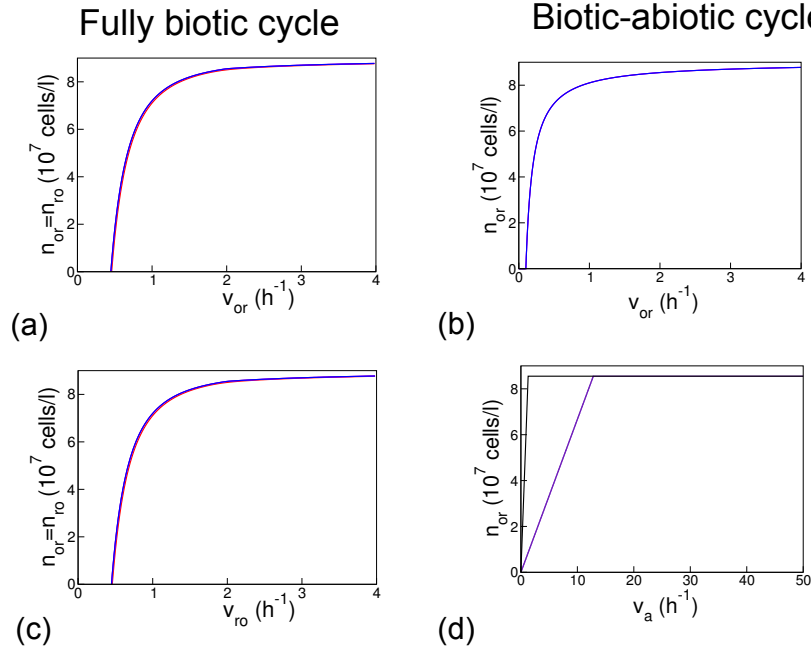 Fully biotic cycle
Biotic-abiotic cycle
n_or=n_ro (10^7 cells/l)
8
6
4
2
0
0 1 2 3 4
v_or (h^-1)
(a)
n_or (10^7 cells/l)
8
6
4
2
0
0 1 2 3 4
v_or (h^-1)
(b)
n_or=n_ro (10^7 cells/l)
8
6
4
2
0
0 1 2 3 4
v_ro (h^-1)
(c)
n_or (10^7 cells/l)
8
6
4
2
0
0 10 20 30 40 50
v_a (h^-1)
(d)